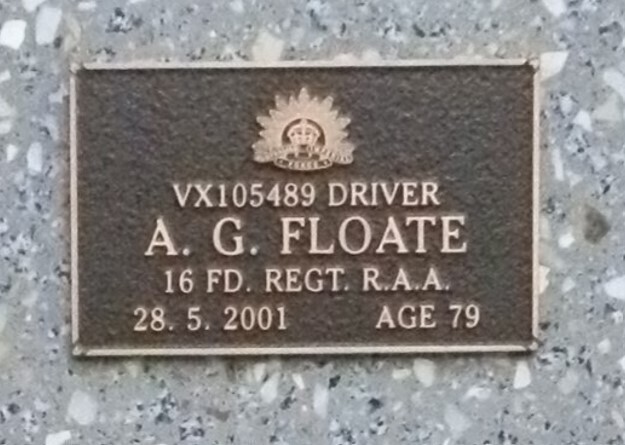 VX105489 DRIVER
A. G. FLOATE
16 FD. REGT. R.A.A.
28. 5. 2001 AGE 79